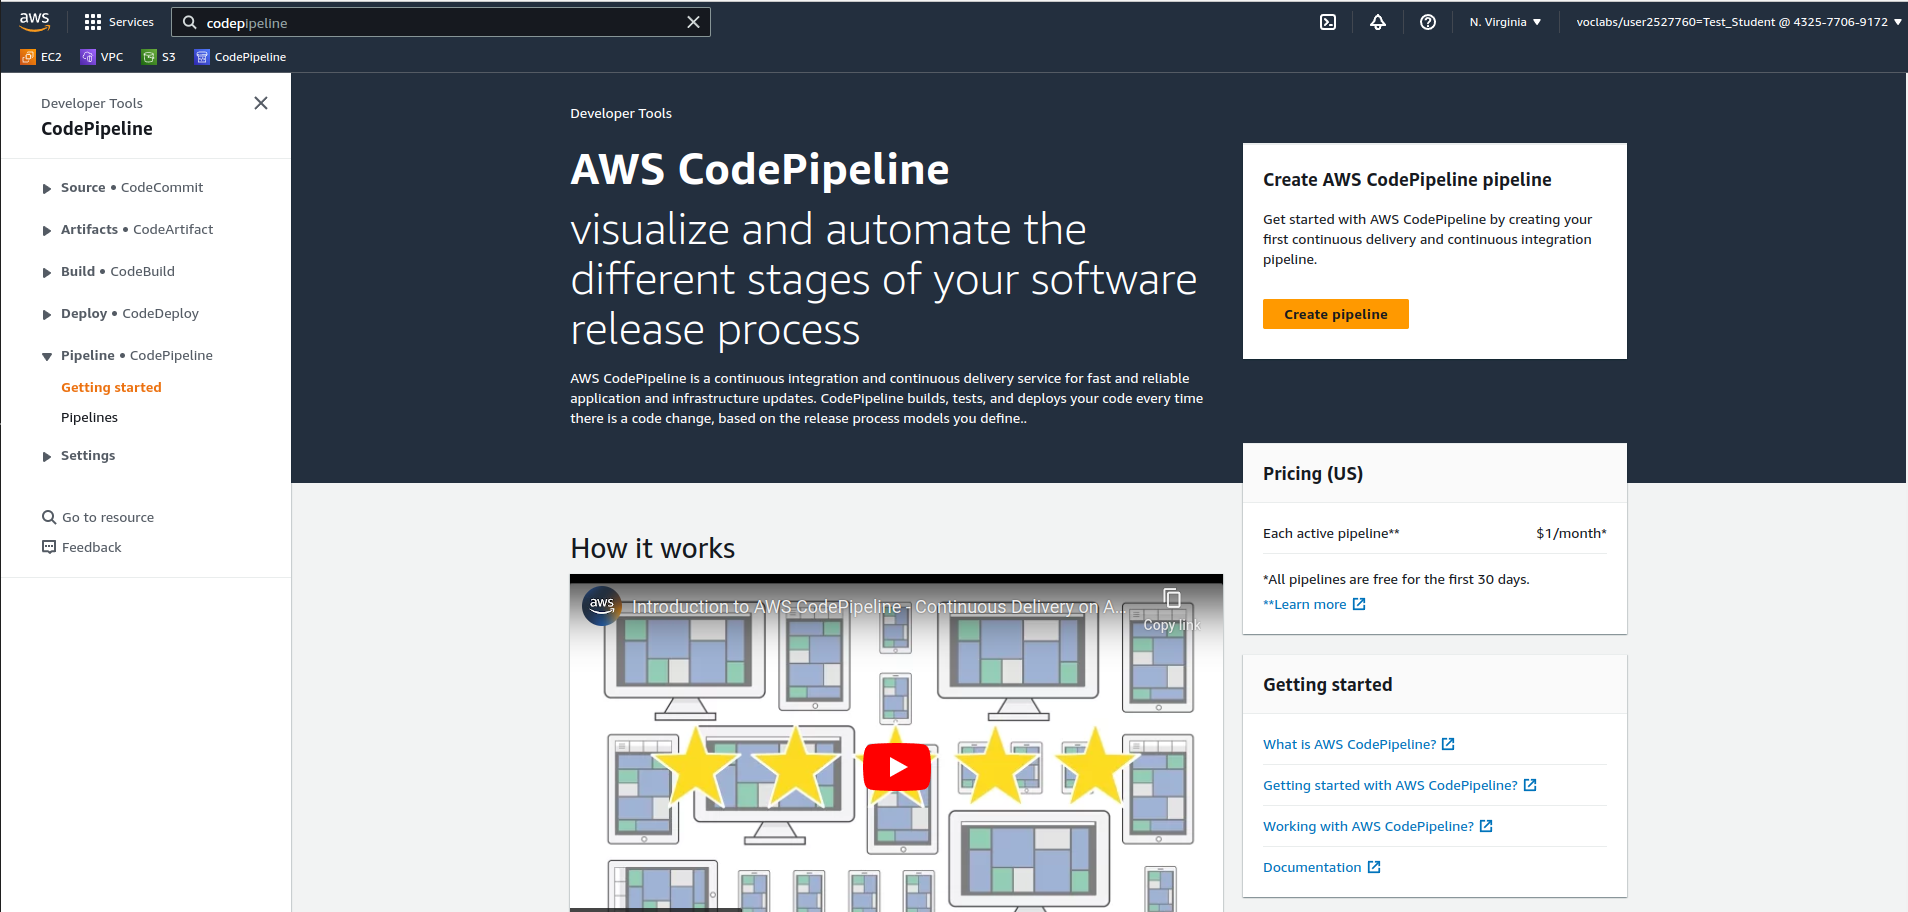 aws
Services
codepipeline
N. Virginia
voclabs/user2527760=Test_Student @ 4325-7706-9172
EC2
VPC
S3
CodePipeline
Developer Tools
CodePipeline
Source • CodeCommit
Artifacts • CodeArtifact
Build • CodeBuild
Deploy • CodeDeploy
Pipeline • CodePipeline
Getting started
Pipelines
Settings
Go to resource
Feedback
Developer Tools
AWS CodePipeline
visualize and automate the
different stages of your software
release process
AWS CodePipeline is a continuous integration and continuous delivery service for fast and reliable
application and infrastructure updates. CodePipeline builds, tests, and deploys your code every time
there is a code change, based on the release process models you define..
Create AWS CodePipeline pipeline
Get started with AWS CodePipeline by creating your
first continuous delivery and continuous integration
pipeline.
Create pipeline
Pricing (US)
Each active pipeline** $1/month*
*All pipelines are free for the first 30 days.
**Learn more
How it works
aws
Introduction to AWS CodePipeline - Continuous Delivery on A...
Copy link
Getting started
What is AWS CodePipeline?
Getting started with AWS CodePipeline?
Working with AWS CodePipeline?
Documentation